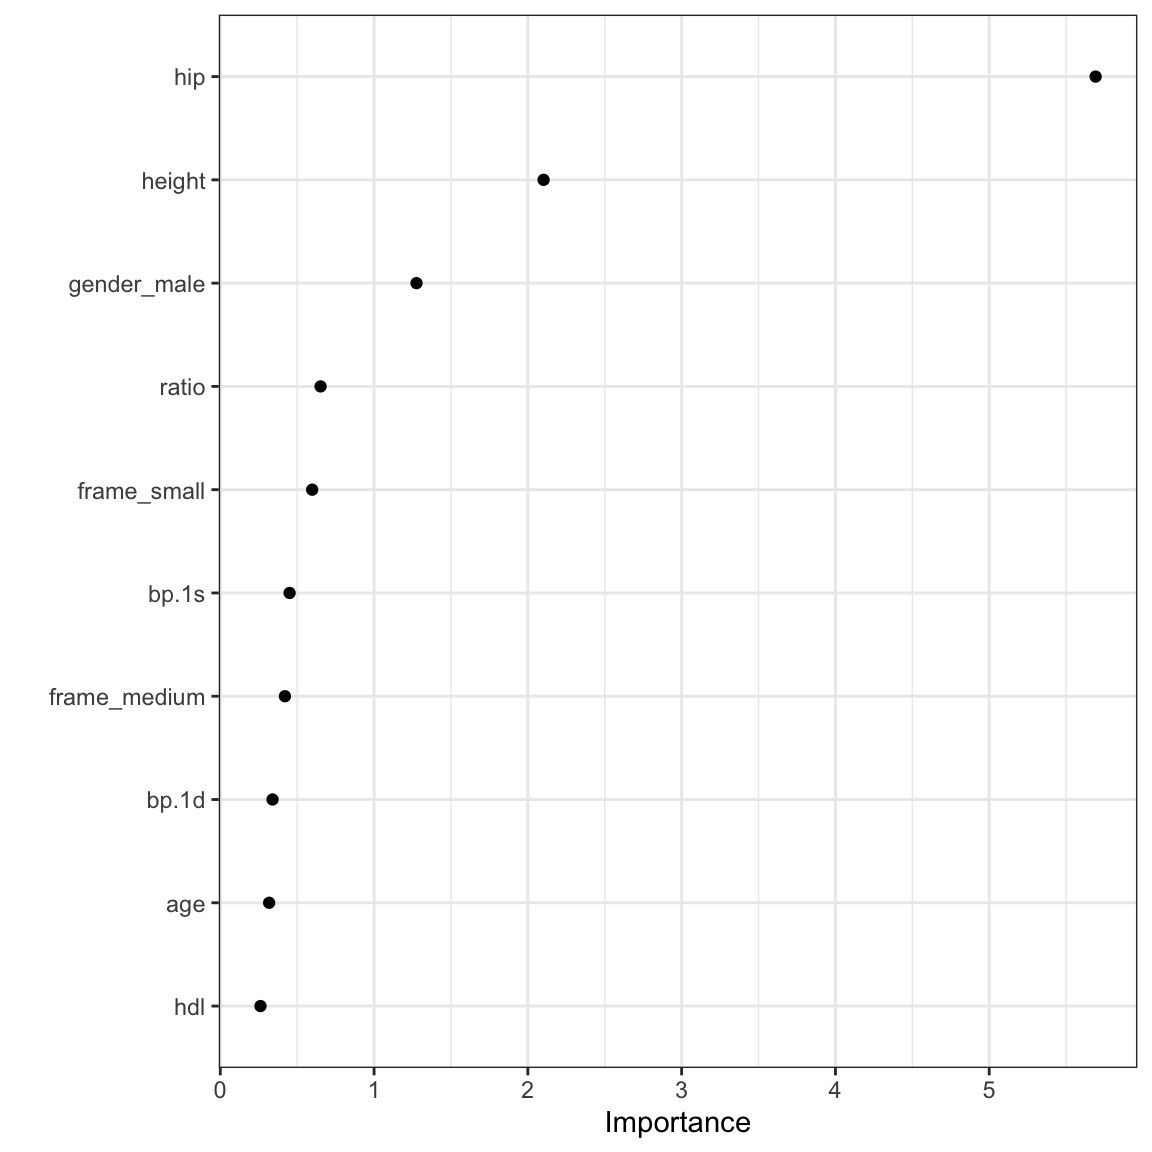 hip
height
gender_male
ratio
frame_small
bp.1s
frame_medium
bp.1d
age
hdl
0 1 2 3 4 5
Importance